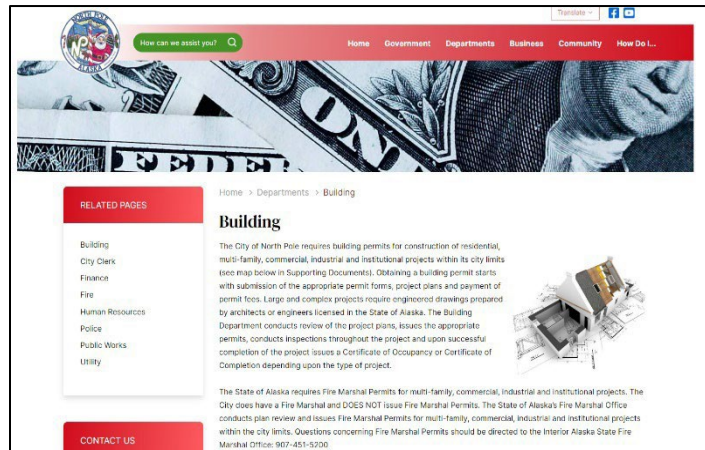 Translate
NORTH POLE
ALASKA
How can we assist you?
Home Government Departments Business Community How Do I...
ONE
FEDER
RELATED PAGES
Building
City Clerk
Finance
Fire
Human Resources
Police
Public Works
Utility
CONTACT US
Home > Departments > Building
Building
The City of North Pole requires building permits for construction of residential,
multi-family, commercial, industrial and institutional projects within its city limits
(see map below in Supporting Documents). Obtaining a building permit starts
with submission of the appropriate permit forms, project plans and payment of
permit fees. Large and complex projects require engineered drawings prepared
by architects or engineers licensed in the State of Alaska. The Building
Department conducts review of the project plans, issues the appropriate
permits, conducts inspections throughout the project and upon successful
completion of the project issues a Certificate of Occupancy or Certificate of
Completion depending upon the type of project.
The State of Alaska requires Fire Marshal Permits for multi-family, commercial, industrial and institutional projects. The
City does have a Fire Marshal and DOES NOT issue Fire Marshal Permits. The State of Alaska's Fire Marshal Office
conducts plan review and issues Fire Marshal Permits for multi-family, commercial, industrial and institutional projects
within the city limits. Questions concerning Fire Marshal Permits should be directed to the Interior Alaska State Fire
Marshal Office: 907-451-5200